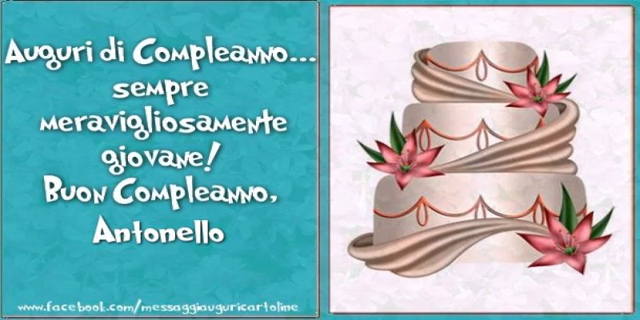 Auguri di Compleanno...
sempre
meravigliosamente
giovane!
Buon Compleanno,
Antonello
www.facebook.com/messaggiauguricartoline